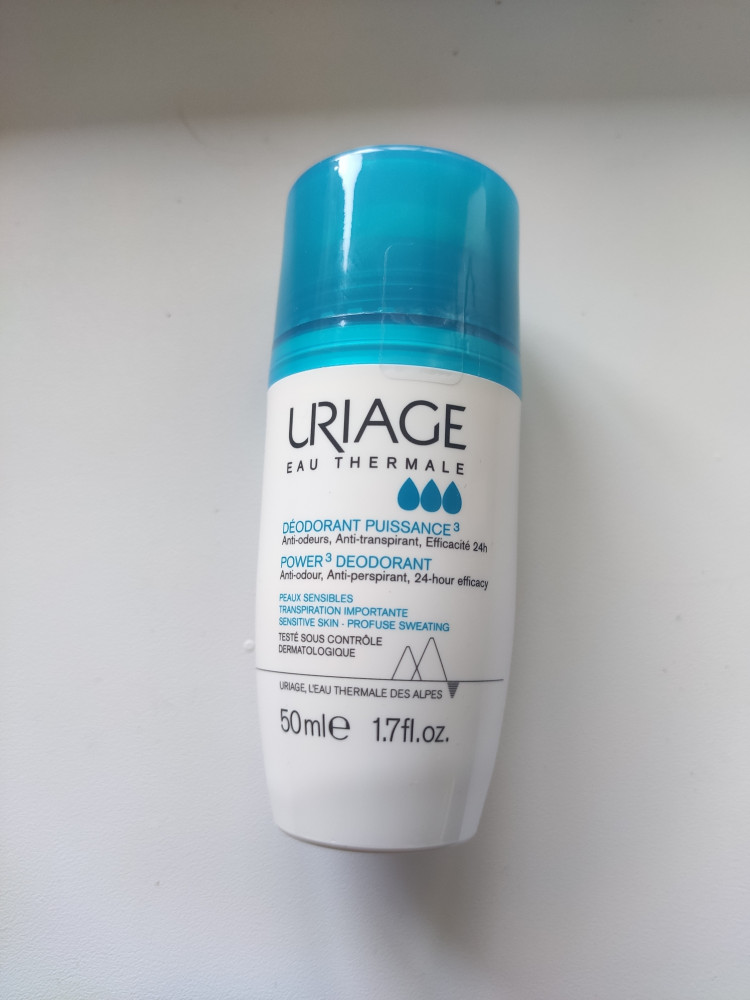 URIAGE
EAU THERMALE
DÉODORANT PUISSANCE³
Anti-odeurs, Anti-transpirant, Efficacité 24h
POWER³ DEODORANT
Anti-odour, Anti-perspirant, 24-hour efficacy
PEAUX SENSIBLES
TRANSPIRATION IMPORTANTE
SENSITIVE SKIN - PROFUSE SWEATING
TESTÉ SOUS CONTRÔLE
DERMATOLOGIQUE
URIAGE, L'EAU THERMALE DES ALPES
50ml℮ 1.7fl.oz.